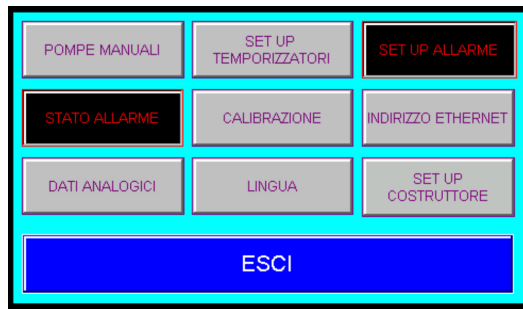 POMPE MANUALI
SET UP
TEMPORIZZATORI
SET UP ALLARME
STATO ALLARME
CALIBRAZIONE
INDIRIZZO ETHERNET
DATI ANALOGICI
LINGUA
SET UP
COSTRUTTORE
ESCI